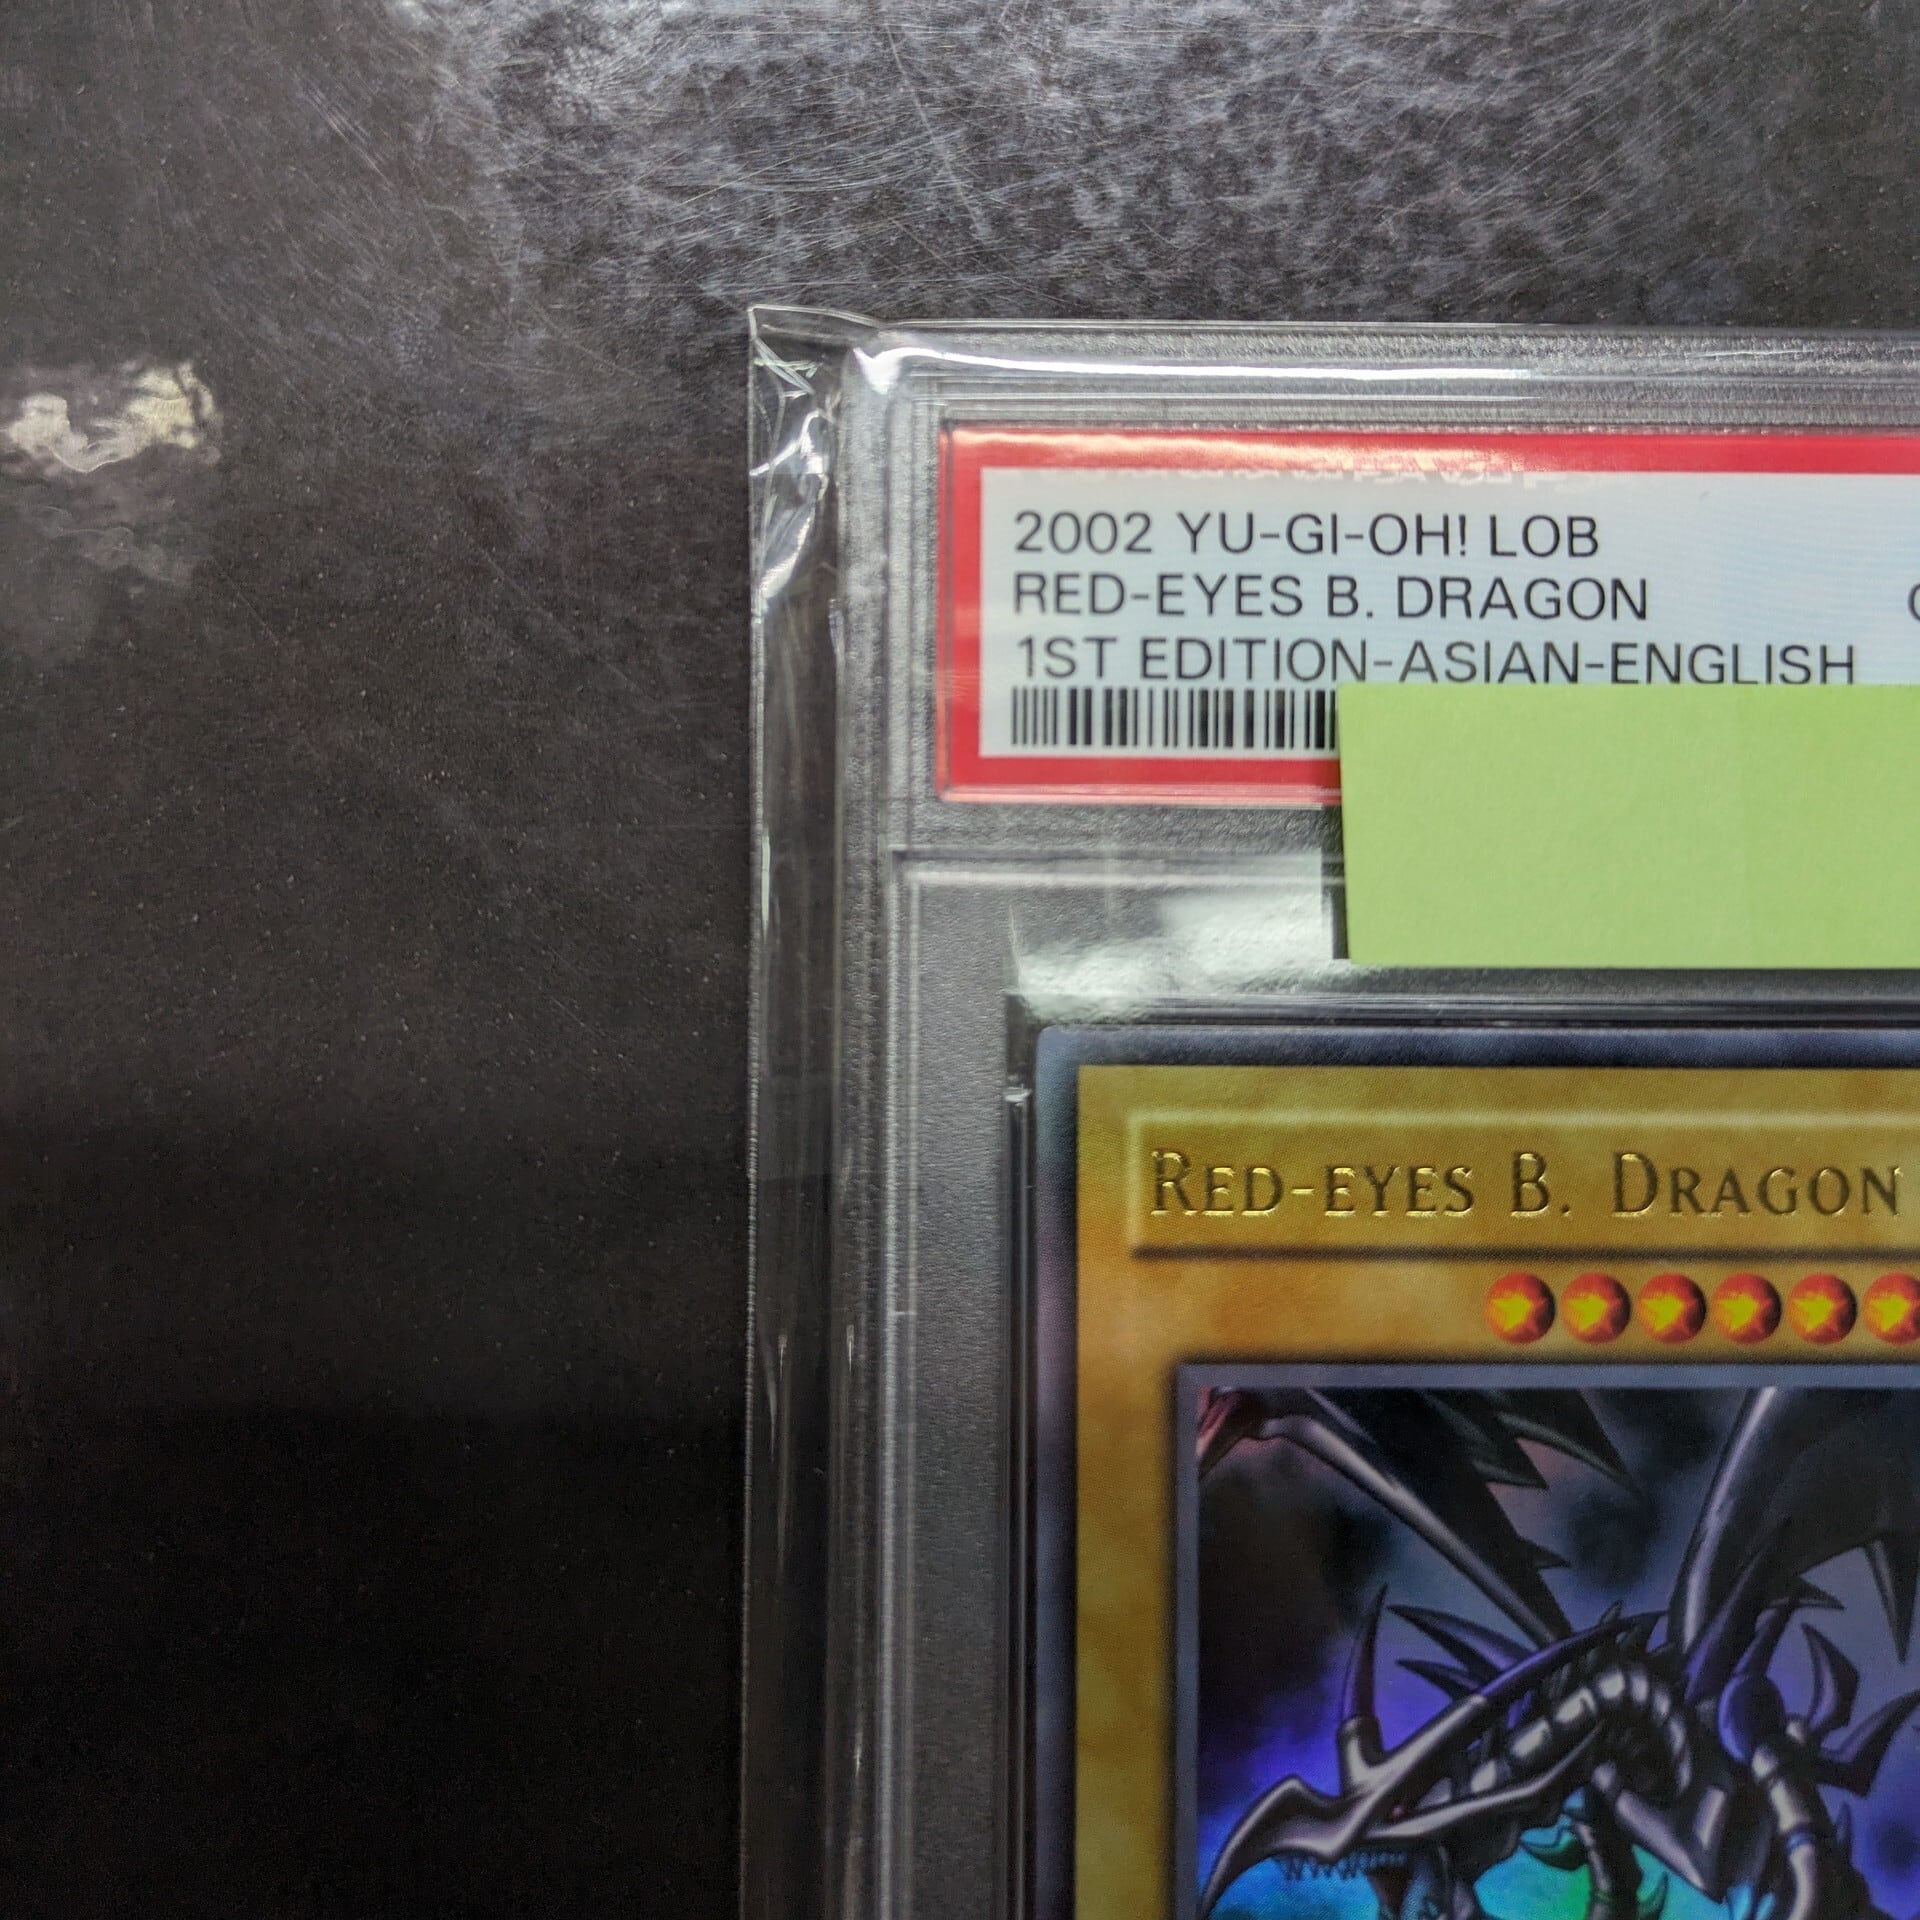 2002 YU-GI-OH! LOB
RED-EYES B. DRAGON
1ST EDITION-ASIAN-ENGLISH
RED-EYES B. DRAGON